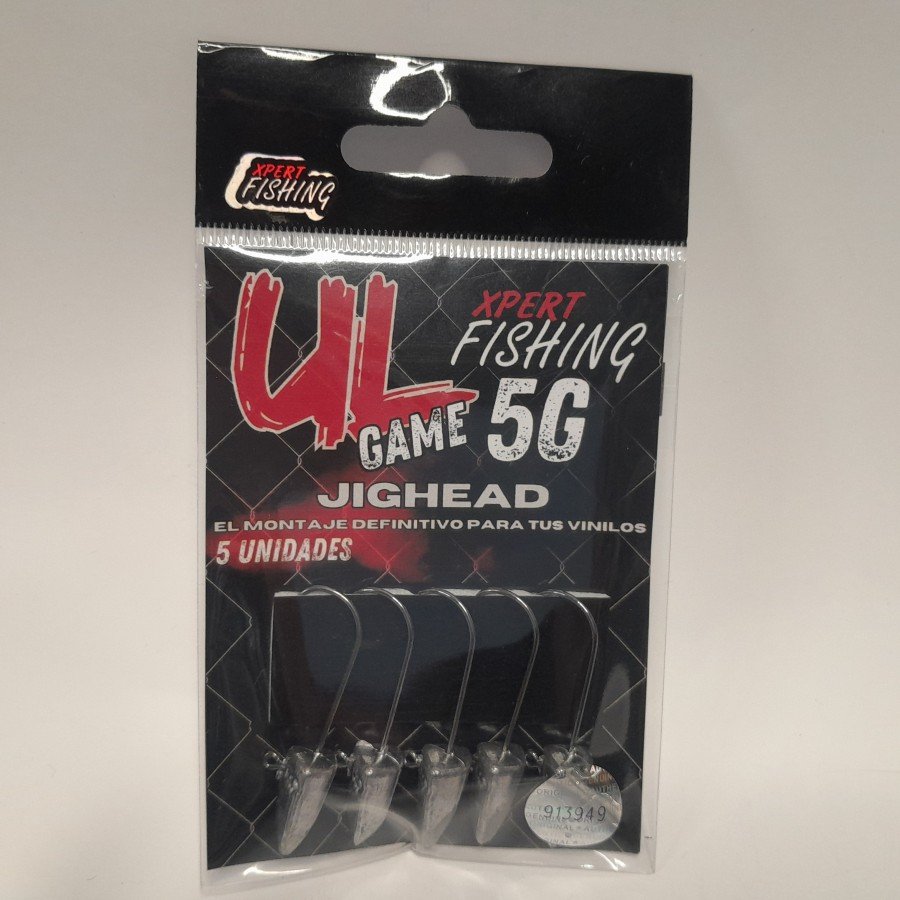 XPERT
FISHING
UL
GAME
XPERT
FISHING
5G
JIGHEAD
EL MONTAJE DEFINITIVO PARA TUS VINILOS
5 UNIDADES
913949